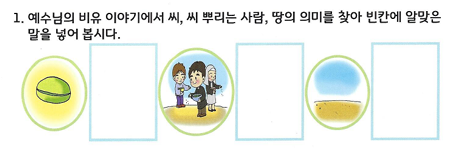 1. 예수님의 비유 이야기에서 씨, 씨 뿌리는 사람, 땅의 의미를 찾아 빈칸에 알맞은
말을 넣어 봅시다.